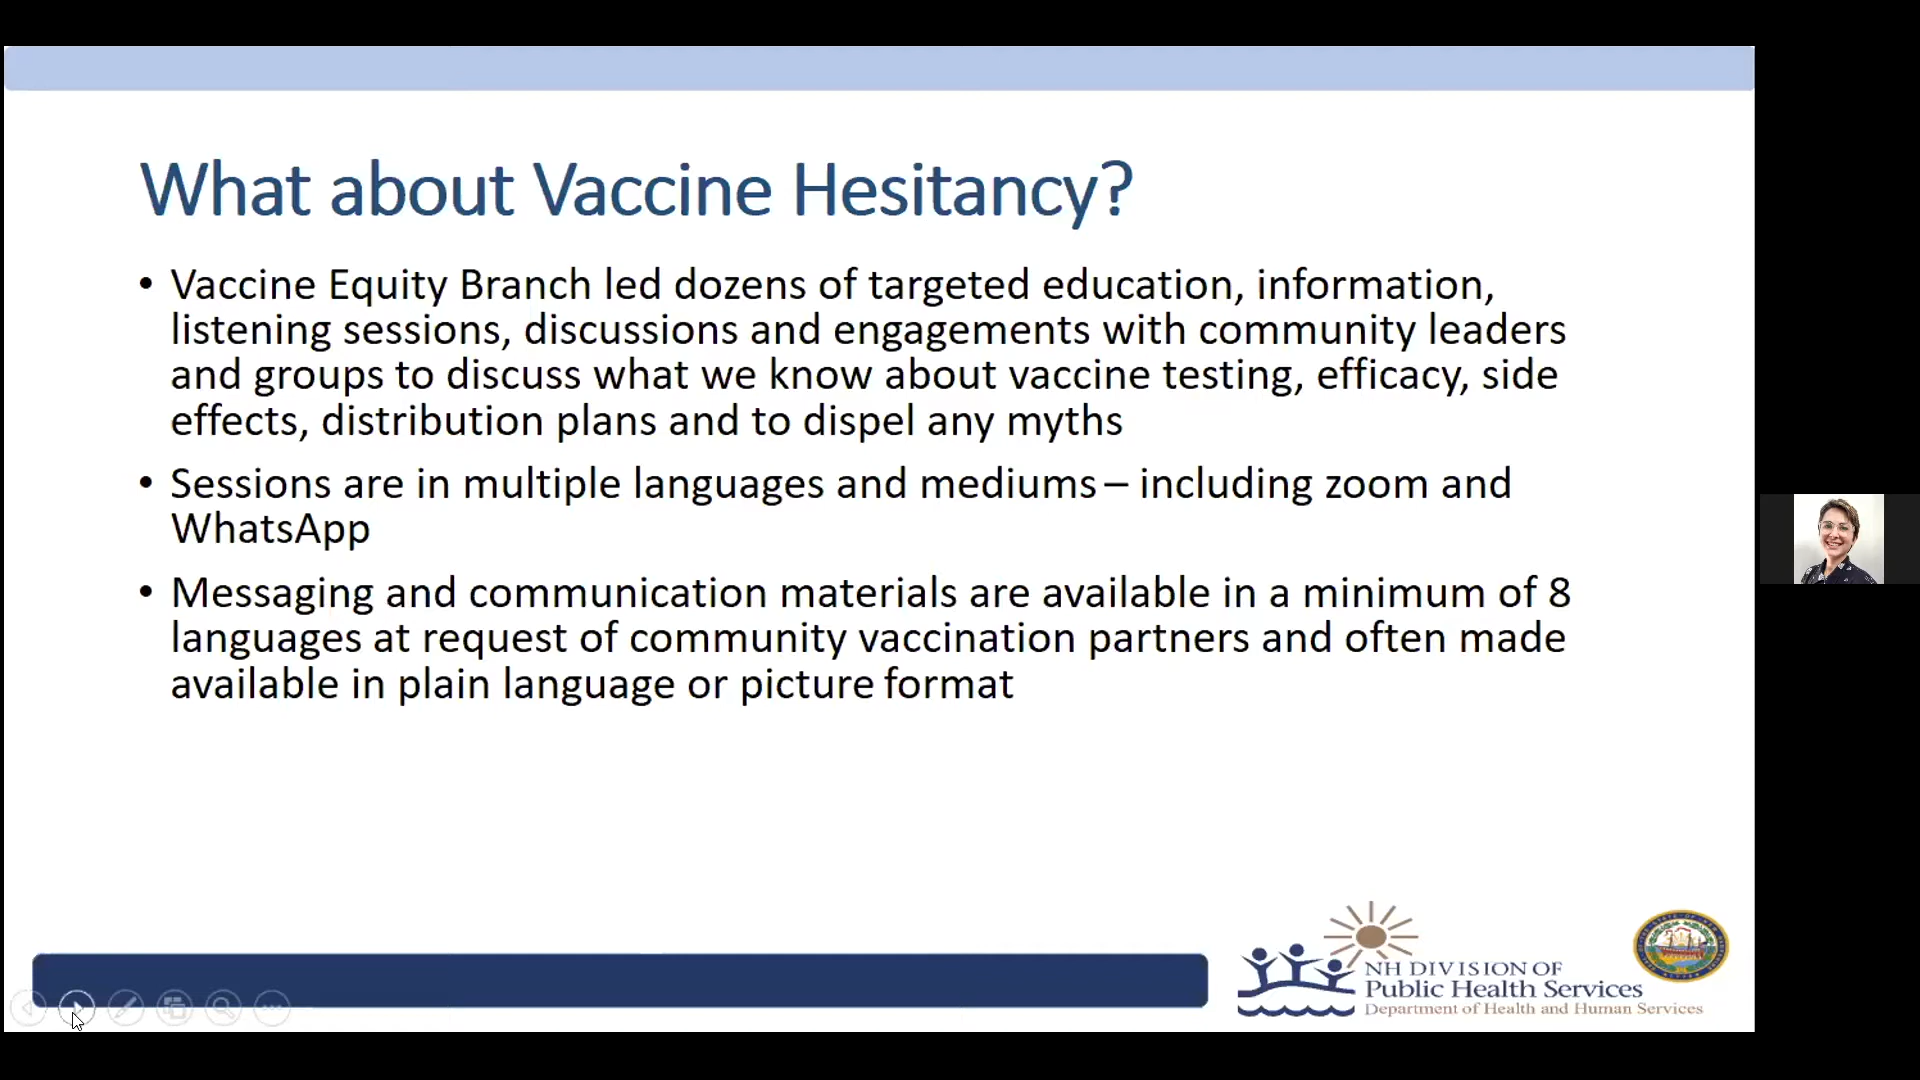 What about Vaccine Hesitancy?
• Vaccine Equity Branch led dozens of targeted education, information,
listening sessions, discussions and engagements with community leaders
and groups to discuss what we know about vaccine testing, efficacy, side
effects, distribution plans and to dispel any myths
• Sessions are in multiple languages and mediums – including zoom and
WhatsApp
• Messaging and communication materials are available in a minimum of 8
languages at request of community vaccination partners and often made
available in plain language or picture format
NH DIVISION OF
Public Health Services
Department of Health and Human Services